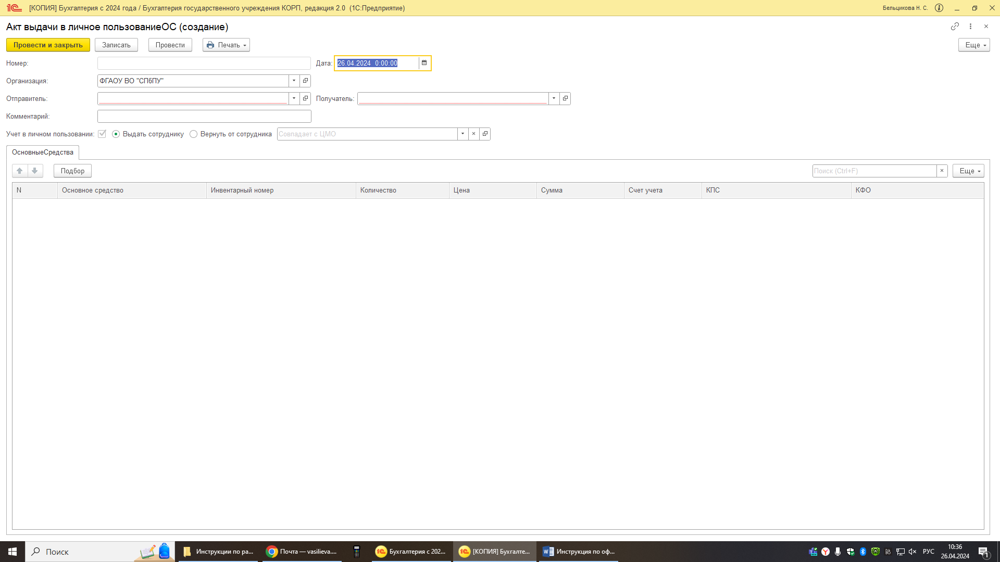 [КОПИЯ] Бухгалтерия с 2024 года / Бухгалтерия государственного учреждения КОРП, редакция 2.0 (1С:Предприятие)
Бельцикова Н. С.
Акт выдачи в личное пользованиеОС (создание)
Провести и закрыть Записать Провести Печать Еще
Номер: Дата: 26.04.2024 0:00:00
Организация: ФГАОУ ВО "СПбПУ"
Отправитель: Получатель:
Комментарий:
Учет в личном пользовании: Выдать сотруднику Вернуть от сотрудника Совпадает с ЦМО
ОсновныеСредства
Подбор Поиск (Ctrl+F) Еще
N Основное средство Инвентарный номер Количество Цена Сумма Счет учета КПС КФО
Поиск Инструкции по ра... Почта — vasilieva.... Бухгалтерия с 202... [КОПИЯ] Бухгалте... Инструкция по оф... РУС 10:36
26.04.2024
1